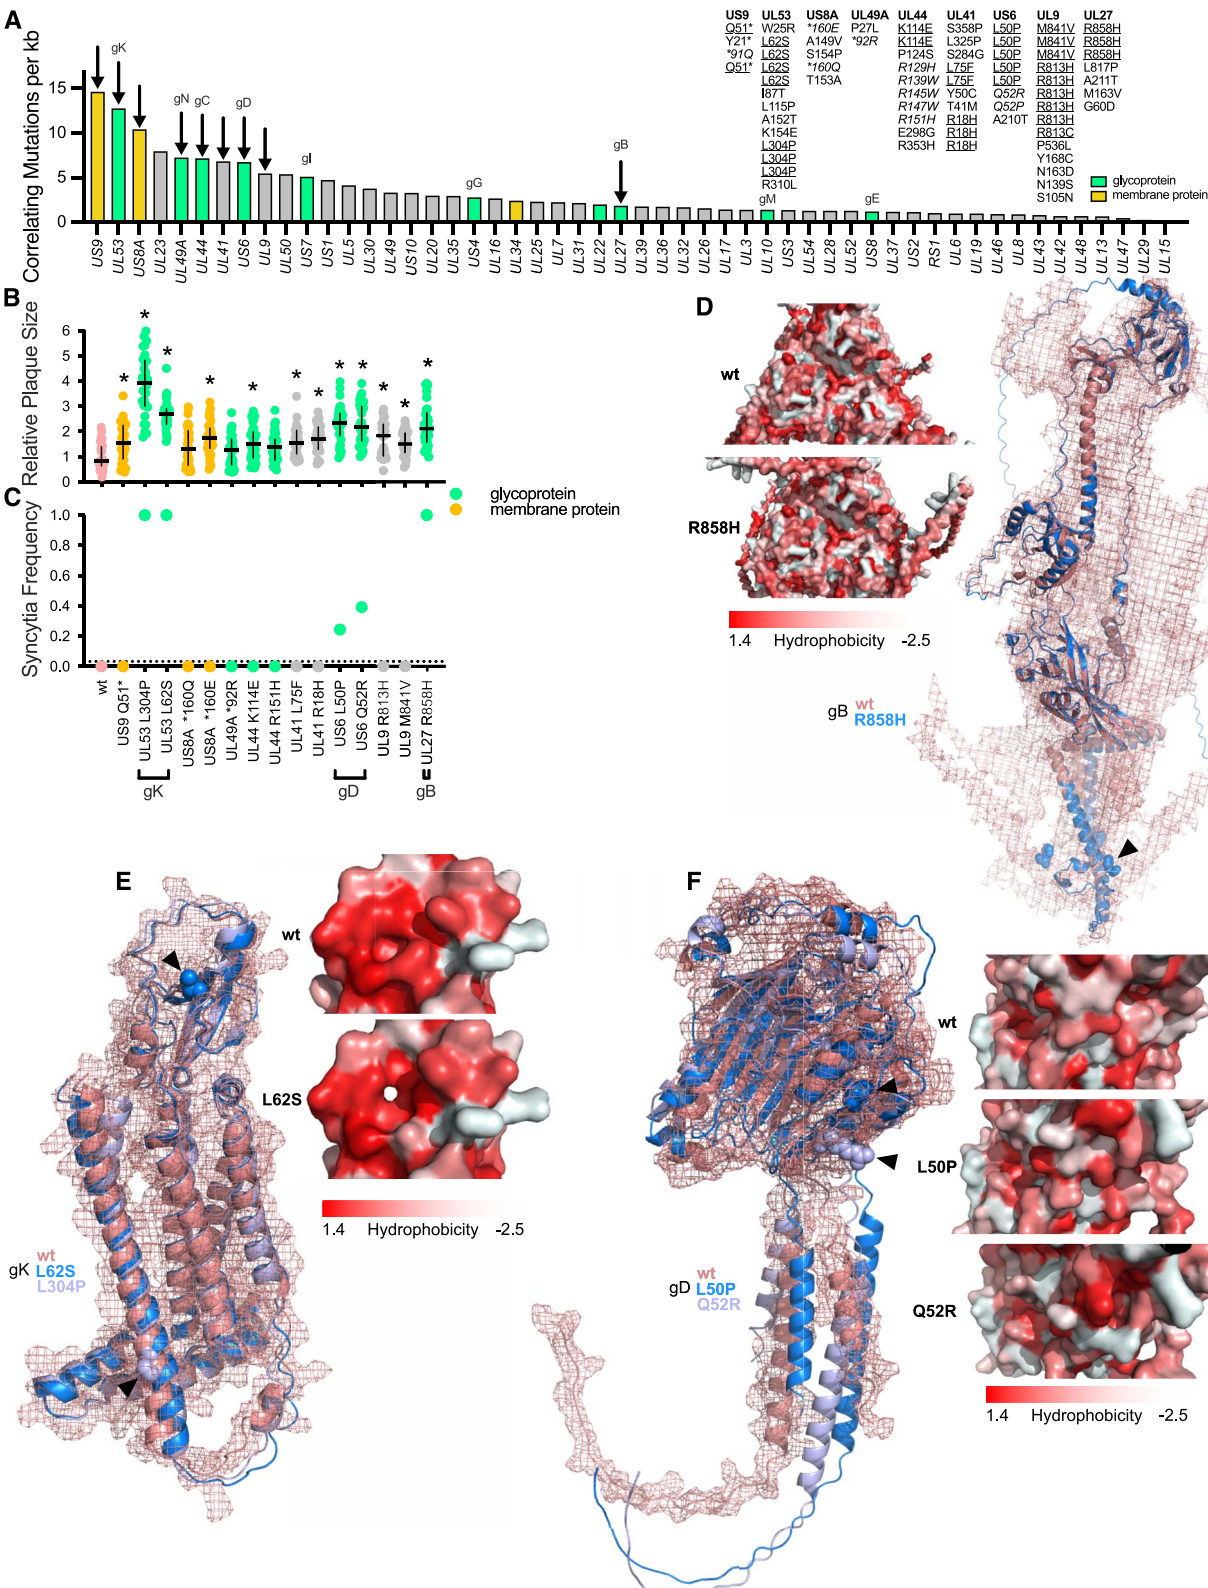 A
Correlating Mutations per kb
15
10
5
0
gK
gN
gC
gD
gI
gG
gB
gM
gE
US9
UL53
US8A
UL23
UL49A
UL44
UL41
US6
UL9
UL50
US7
US1
UL5
UL30
UL49
US10
UL20
UL35
US4
UL16
UL34
UL25
UL7
UL31
UL22
UL27
UL39
UL36
UL32
UL26
UL17
UL3
UL10
US3
UL54
UL28
UL52
US8
UL37
US2
RS1
UL6
UL19
UL46
UL8
UL43
UL42
UL48
UL13
UL47
UL29
UL15
US9
Q51*
Y21*
*91Q
Q51*
UL53
W25R
L62S
L62S
L62S
L62S
I87T
L115P
A152T
K154E
L304P
L304P
L304P
R310L
US8A
*160E
A149V
S154P
*160Q
T153A
UL49A
P27L
*92R
UL44
K114E
K114E
P124S
R129H
R139W
R145W
R147W
R151H
E298G
R353H
UL41
S358P
L325P
S284G
L75F
L75F
Y50C
T41M
R18H
R18H
R18H
US6
L50P
L50P
L50P
L50P
L50P
Q52R
Q52P
A210T
UL9
M841V
M841V
M841V
R813H
R813H
R813H
R813H
R813H
R813C
P536L
Y168C
N163D
N139S
S105N
UL27
R858H
R858H
R858H
L817P
A211T
M163V
G60D
glycoprotein
membrane protein
B
Relative Plaque Size
6
5
4
3
2
1
0
* * * * * * * * * * * *
C
Syncytia Frequency
1.0
0.8
0.6
0.4
0.2
0.0
glycoprotein
membrane protein
wt
US9 Q51*
UL53 L304P
UL53 L62S
US8A *160Q
US8A *160E
UL49A *92R
UL44 K114E
UL44 R151H
UL41 L75F
UL41 R18H
US6 L50P
US6 Q52R
UL9 R813H
UL9 M841V
UL27 R858H
gK
gD
gB
D
wt
R858H
1.4 Hydrophobicity -2.5
gB wt
R858H
E
wt
L62S
1.4 Hydrophobicity -2.5
gK wt
L62S
L304P
F
wt
L50P
Q52R
gD wt
L50P
Q52R
1.4 Hydrophobicity -2.5